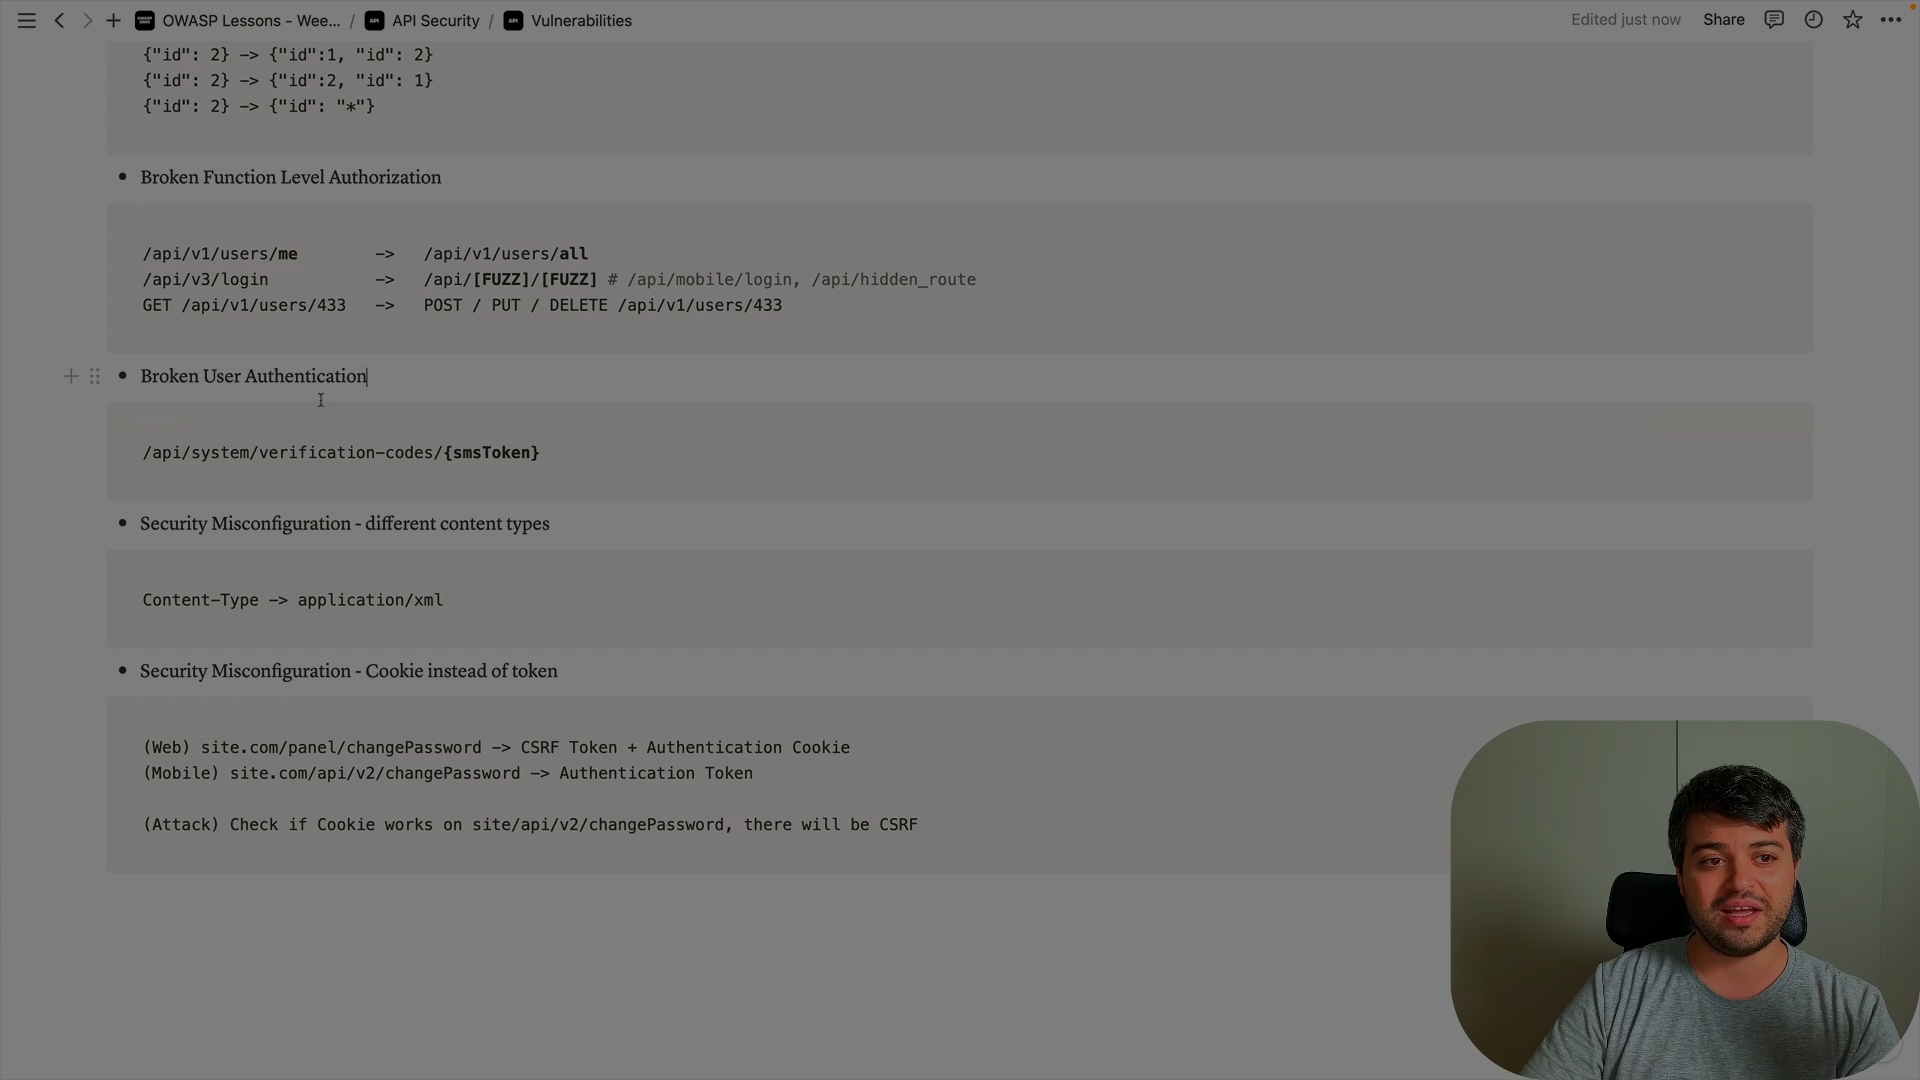 OWASP Lessons - Wee... / API Security / Vulnerabilities Edited just now Share
{"id": 2} -> {"id":1, "id": 2}
{"id": 2} -> {"id":2, "id": 1}
{"id": 2} -> {"id": "*"}
• Broken Function Level Authorization
/api/v1/users/me -> /api/v1/users/all
/api/v3/login -> /api/[FUZZ]/[FUZZ] # /api/mobile/login, /api/hidden_route
GET /api/v1/users/433 -> POST / PUT / DELETE /api/v1/users/433
• Broken User Authentication
/api/system/verification-codes/{smsToken}
• Security Misconfiguration - different content types
Content-Type -> application/xml
• Security Misconfiguration - Cookie instead of token
(Web) site.com/panel/changePassword -> CSRF Token + Authentication Cookie
(Mobile) site.com/api/v2/changePassword -> Authentication Token
(Attack) Check if Cookie works on site/api/v2/changePassword, there will be CSRF